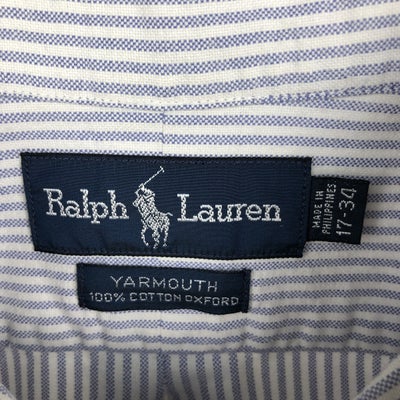 Ralph Lauren
MADE IN
PHILIPPINES
17-34
YARMOUTH
100% COTTON OXFORD